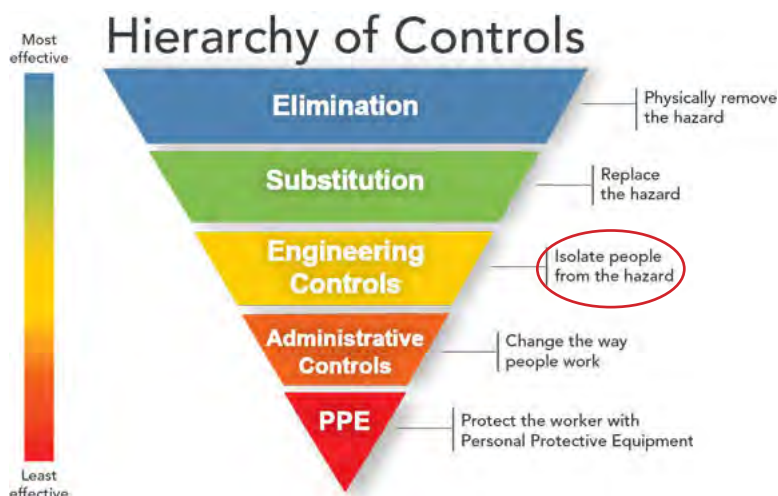 Hierarchy of Controls
Most
effective
Elimination
Physically remove
the hazard
Substitution
Replace
the hazard
Engineering
Controls
Isolate people
from the hazard
Administrative
Controls
Change the way
people work
PPE
Protect the worker with
Personal Protective Equipment
Least
effective